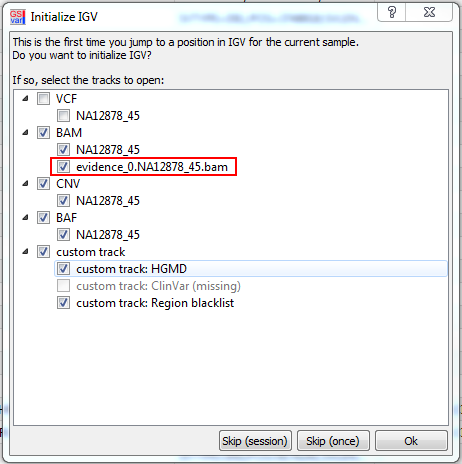 GS
var
Initialize IGV
?
This is the first time you jump to a position in IGV for the current sample.
Do you want to initialize IGV?
If so, select the tracks to open:
VCF
NA12878_45
BAM
NA12878_45
evidence_0.NA12878_45.bam
CNV
NA12878_45
BAF
NA12878_45
custom track
custom track: HGMD
custom track: ClinVar (missing)
custom track: Region blacklist
Skip (session) Skip (once) Ok